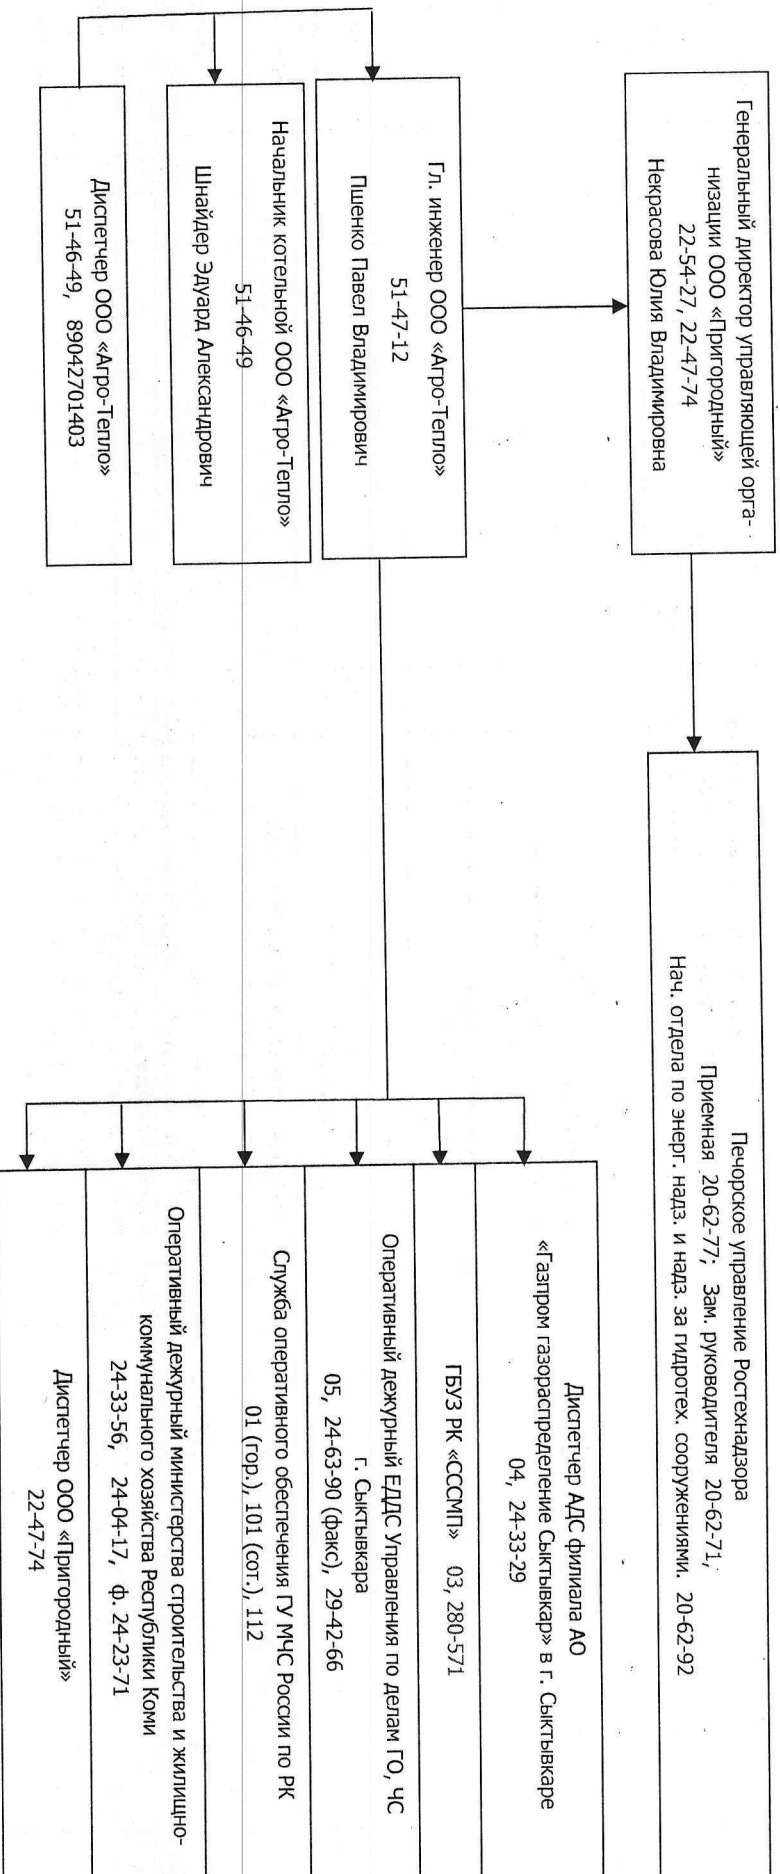 Генеральный директор управляющей орга-
низации ООО «Пригородный»
22-54-27, 22-47-74
Некрасова Юлия Владимировна
Печорское управление Ростехнадзора
Приемная 20-62-77; Зам. руководителя 20-62-71,
Нач. отдела по энерг. надз. и надз. за гидротех. сооружениями. 20-62-92
Гл. инженер ООО «Агро-Тепло»
51-47-12
Пшенко Павел Владимирович
Начальник котельной ООО «Агро-Тепло»
51-46-49
Шнайдер Эдуард Александрович
Диспетчер ООО «Агро-Тепло»
51-46-49, 89042701403
Диспетчер АДС филиала АО
«Газпром газораспределение Сыктывкар» в г. Сыктывкаре
04, 24-33-29
ГБУЗ РК «СССМП» 03, 280-571
Оперативный дежурный ЕДДС Управления по делам ГО, ЧС
г. Сыктывкара
05, 24-63-90 (факс), 29-42-66
Служба оперативного обеспечения ГУ МЧС России по РК
01 (гор.), 101 (сот.), 112
Оперативный дежурный министерства строительства и жилищно-
коммунального хозяйства Республики Коми
24-33-56, 24-04-17, ф. 24-23-71
Диспетчер ООО «Пригородный»
22-47-74